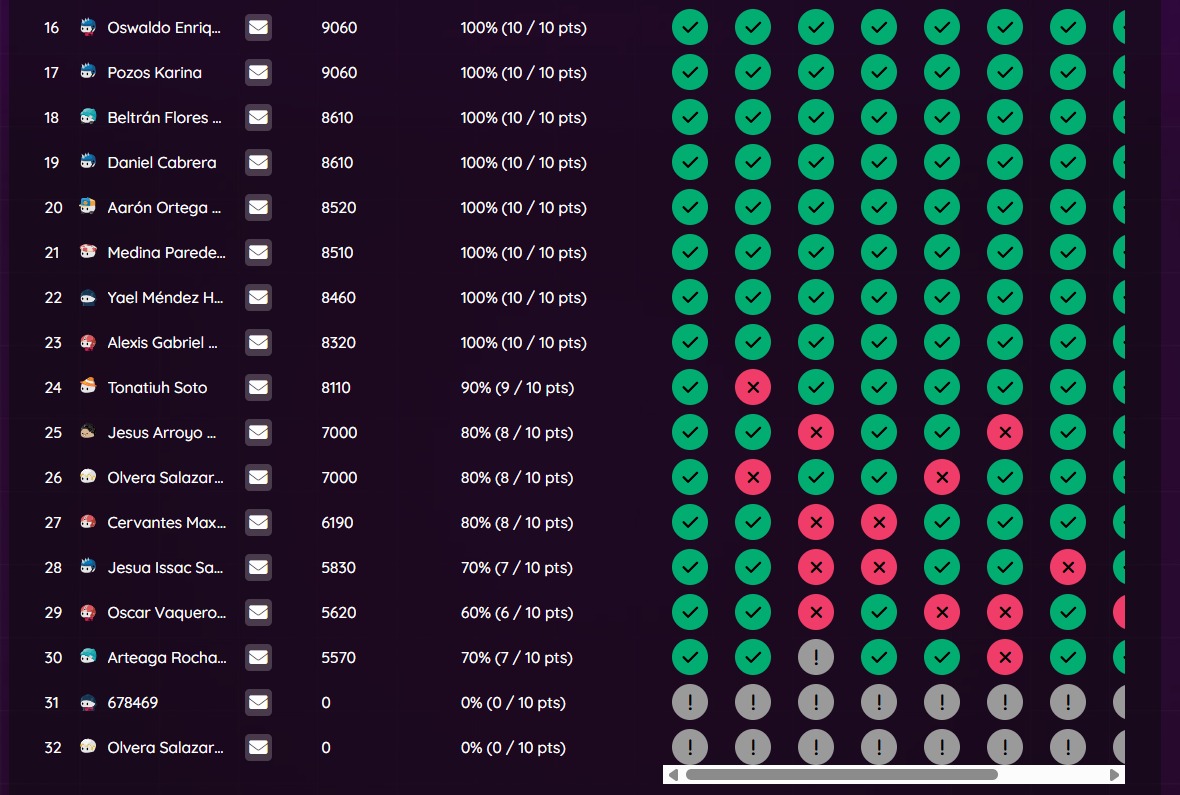 16 Oswaldo Enriq... 9060 100% (10 / 10 pts)
17 Pozos Karina 9060 100% (10 / 10 pts)
18 Beltrán Flores ... 8610 100% (10 / 10 pts)
19 Daniel Cabrera 8610 100% (10 / 10 pts)
20 Aarón Ortega ... 8520 100% (10 / 10 pts)
21 Medina Parede... 8510 100% (10 / 10 pts)
22 Yael Méndez H... 8460 100% (10 / 10 pts)
23 Alexis Gabriel ... 8320 100% (10 / 10 pts)
24 Tonatiuh Soto 8110 90% (9 / 10 pts)
25 Jesus Arroyo ... 7000 80% (8 / 10 pts)
26 Olvera Salazar... 7000 80% (8 / 10 pts)
27 Cervantes Max... 6190 80% (8 / 10 pts)
28 Jesua Issac Sa... 5830 70% (7 / 10 pts)
29 Oscar Vaquero... 5620 60% (6 / 10 pts)
30 Arteaga Rocha... 5570 70% (7 / 10 pts)
31 678469 0 0% (0 / 10 pts)
32 Olvera Salazar... 0 0% (0 / 10 pts)